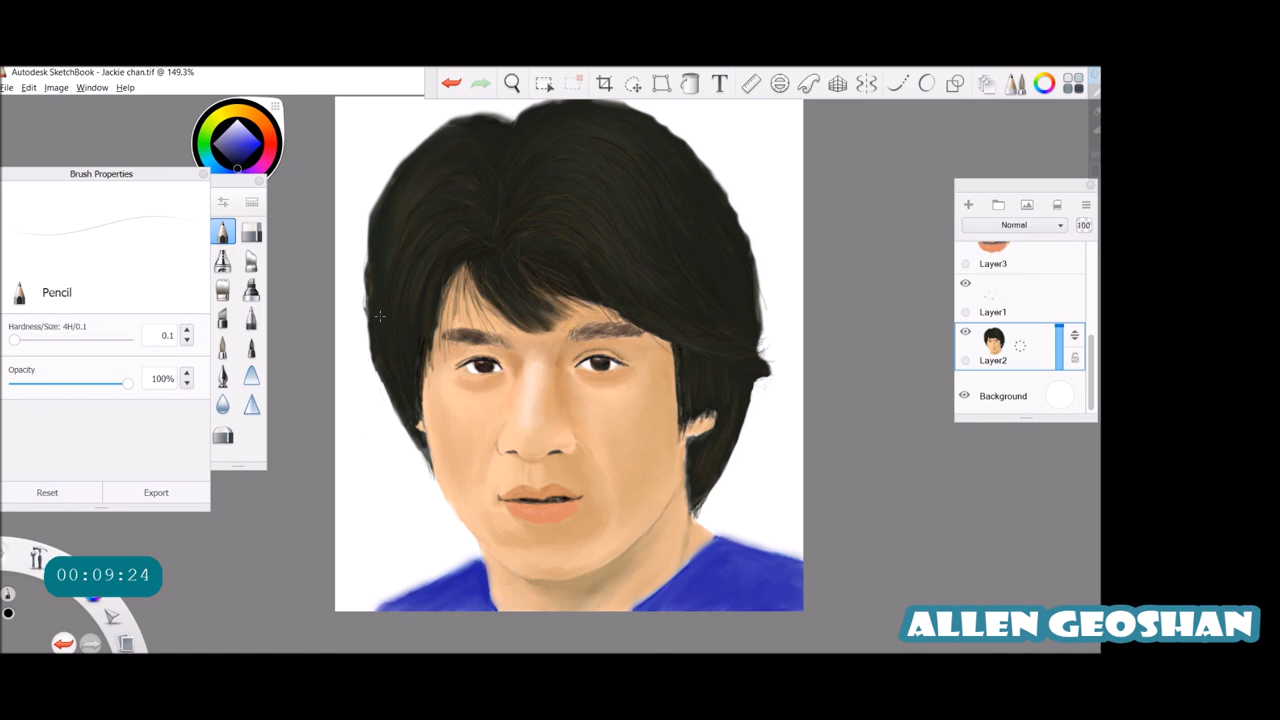 Autodesk SketchBook - Jackie chan.tif @ 149.3%
File Edit Image Window Help
Brush Properties
Pencil
Hardness/Size: 4H/0.1
0.1
Opacity
100%
Reset Export
Normal 100
Layer3
Layer1
Layer2
Background
00:09:24
ALLEN GEOSHAN